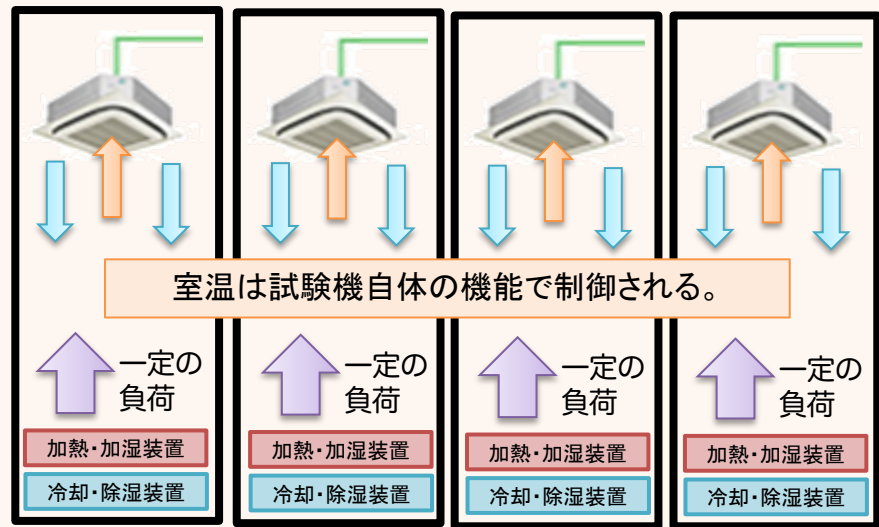 室温は試験機自体の機能で制御される。
一定の
負荷
一定の
負荷
一定の
負荷
一定の
負荷
加熱・加湿装置
加熱・加湿装置
加熱・加湿装置
加熱・加湿装置
冷却・除湿装置
冷却・除湿装置
冷却・除湿装置
冷却・除湿装置